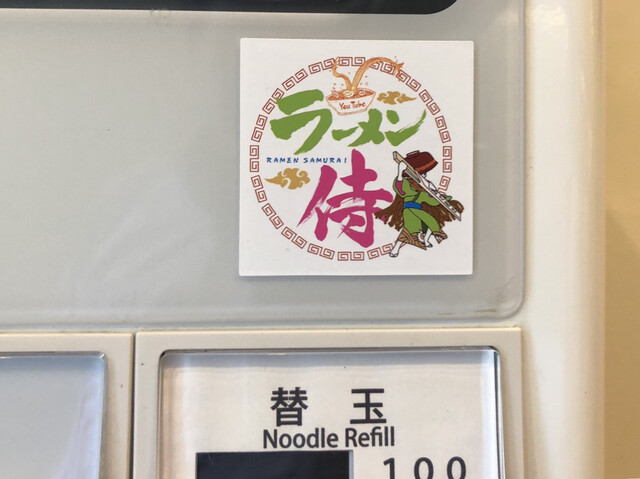 You Tube
ラーメン
RAMEN SAMURAI
侍
替玉
Noodle Refill
100